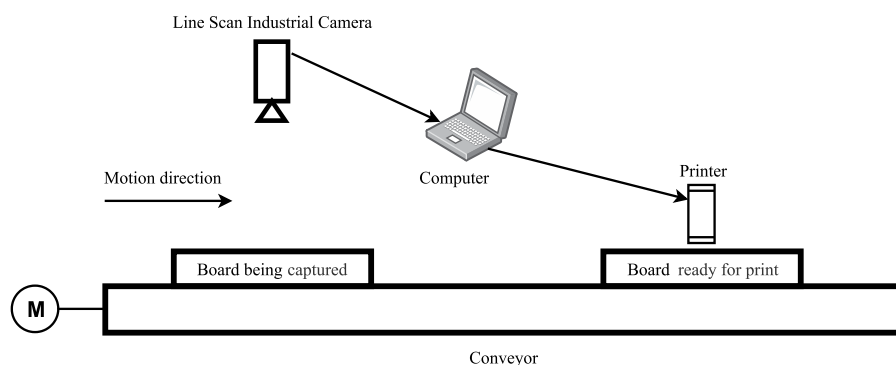 Line Scan Industrial Camera
Computer
Printer
Motion direction
Board being captured
Board ready for print
M
Conveyor